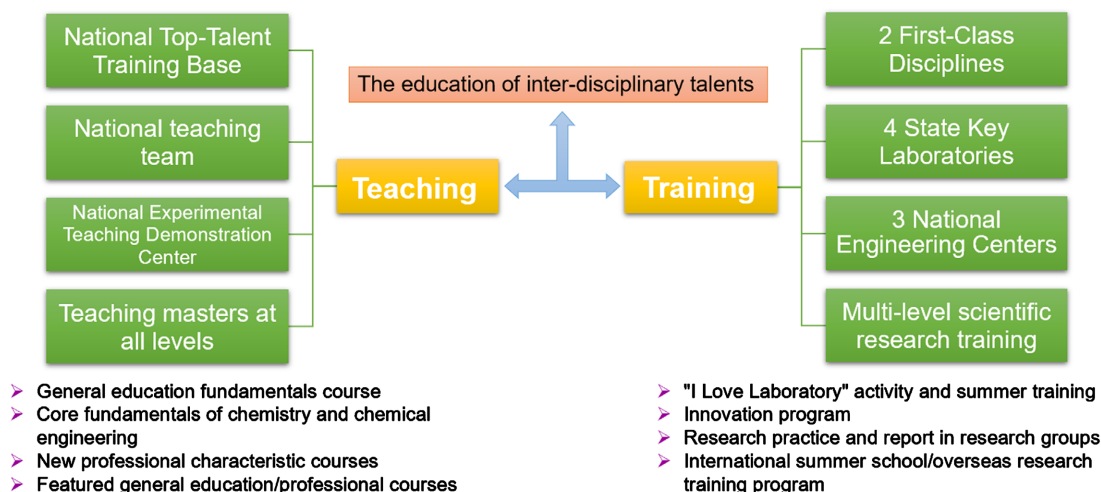 National Top-Talent
Training Base
National teaching
team
National Experimental
Teaching Demonstration
Center
Teaching masters at
all levels
The education of inter-disciplinary talents
Teaching
Training
2 First-Class
Disciplines
4 State Key
Laboratories
3 National
Engineering Centers
Multi-level scientific
research training
General education fundamentals course
Core fundamentals of chemistry and chemical
engineering
New professional characteristic courses
Featured general education/professional courses
"I Love Laboratory" activity and summer training
Innovation program
Research practice and report in research groups
International summer school/overseas research
training program